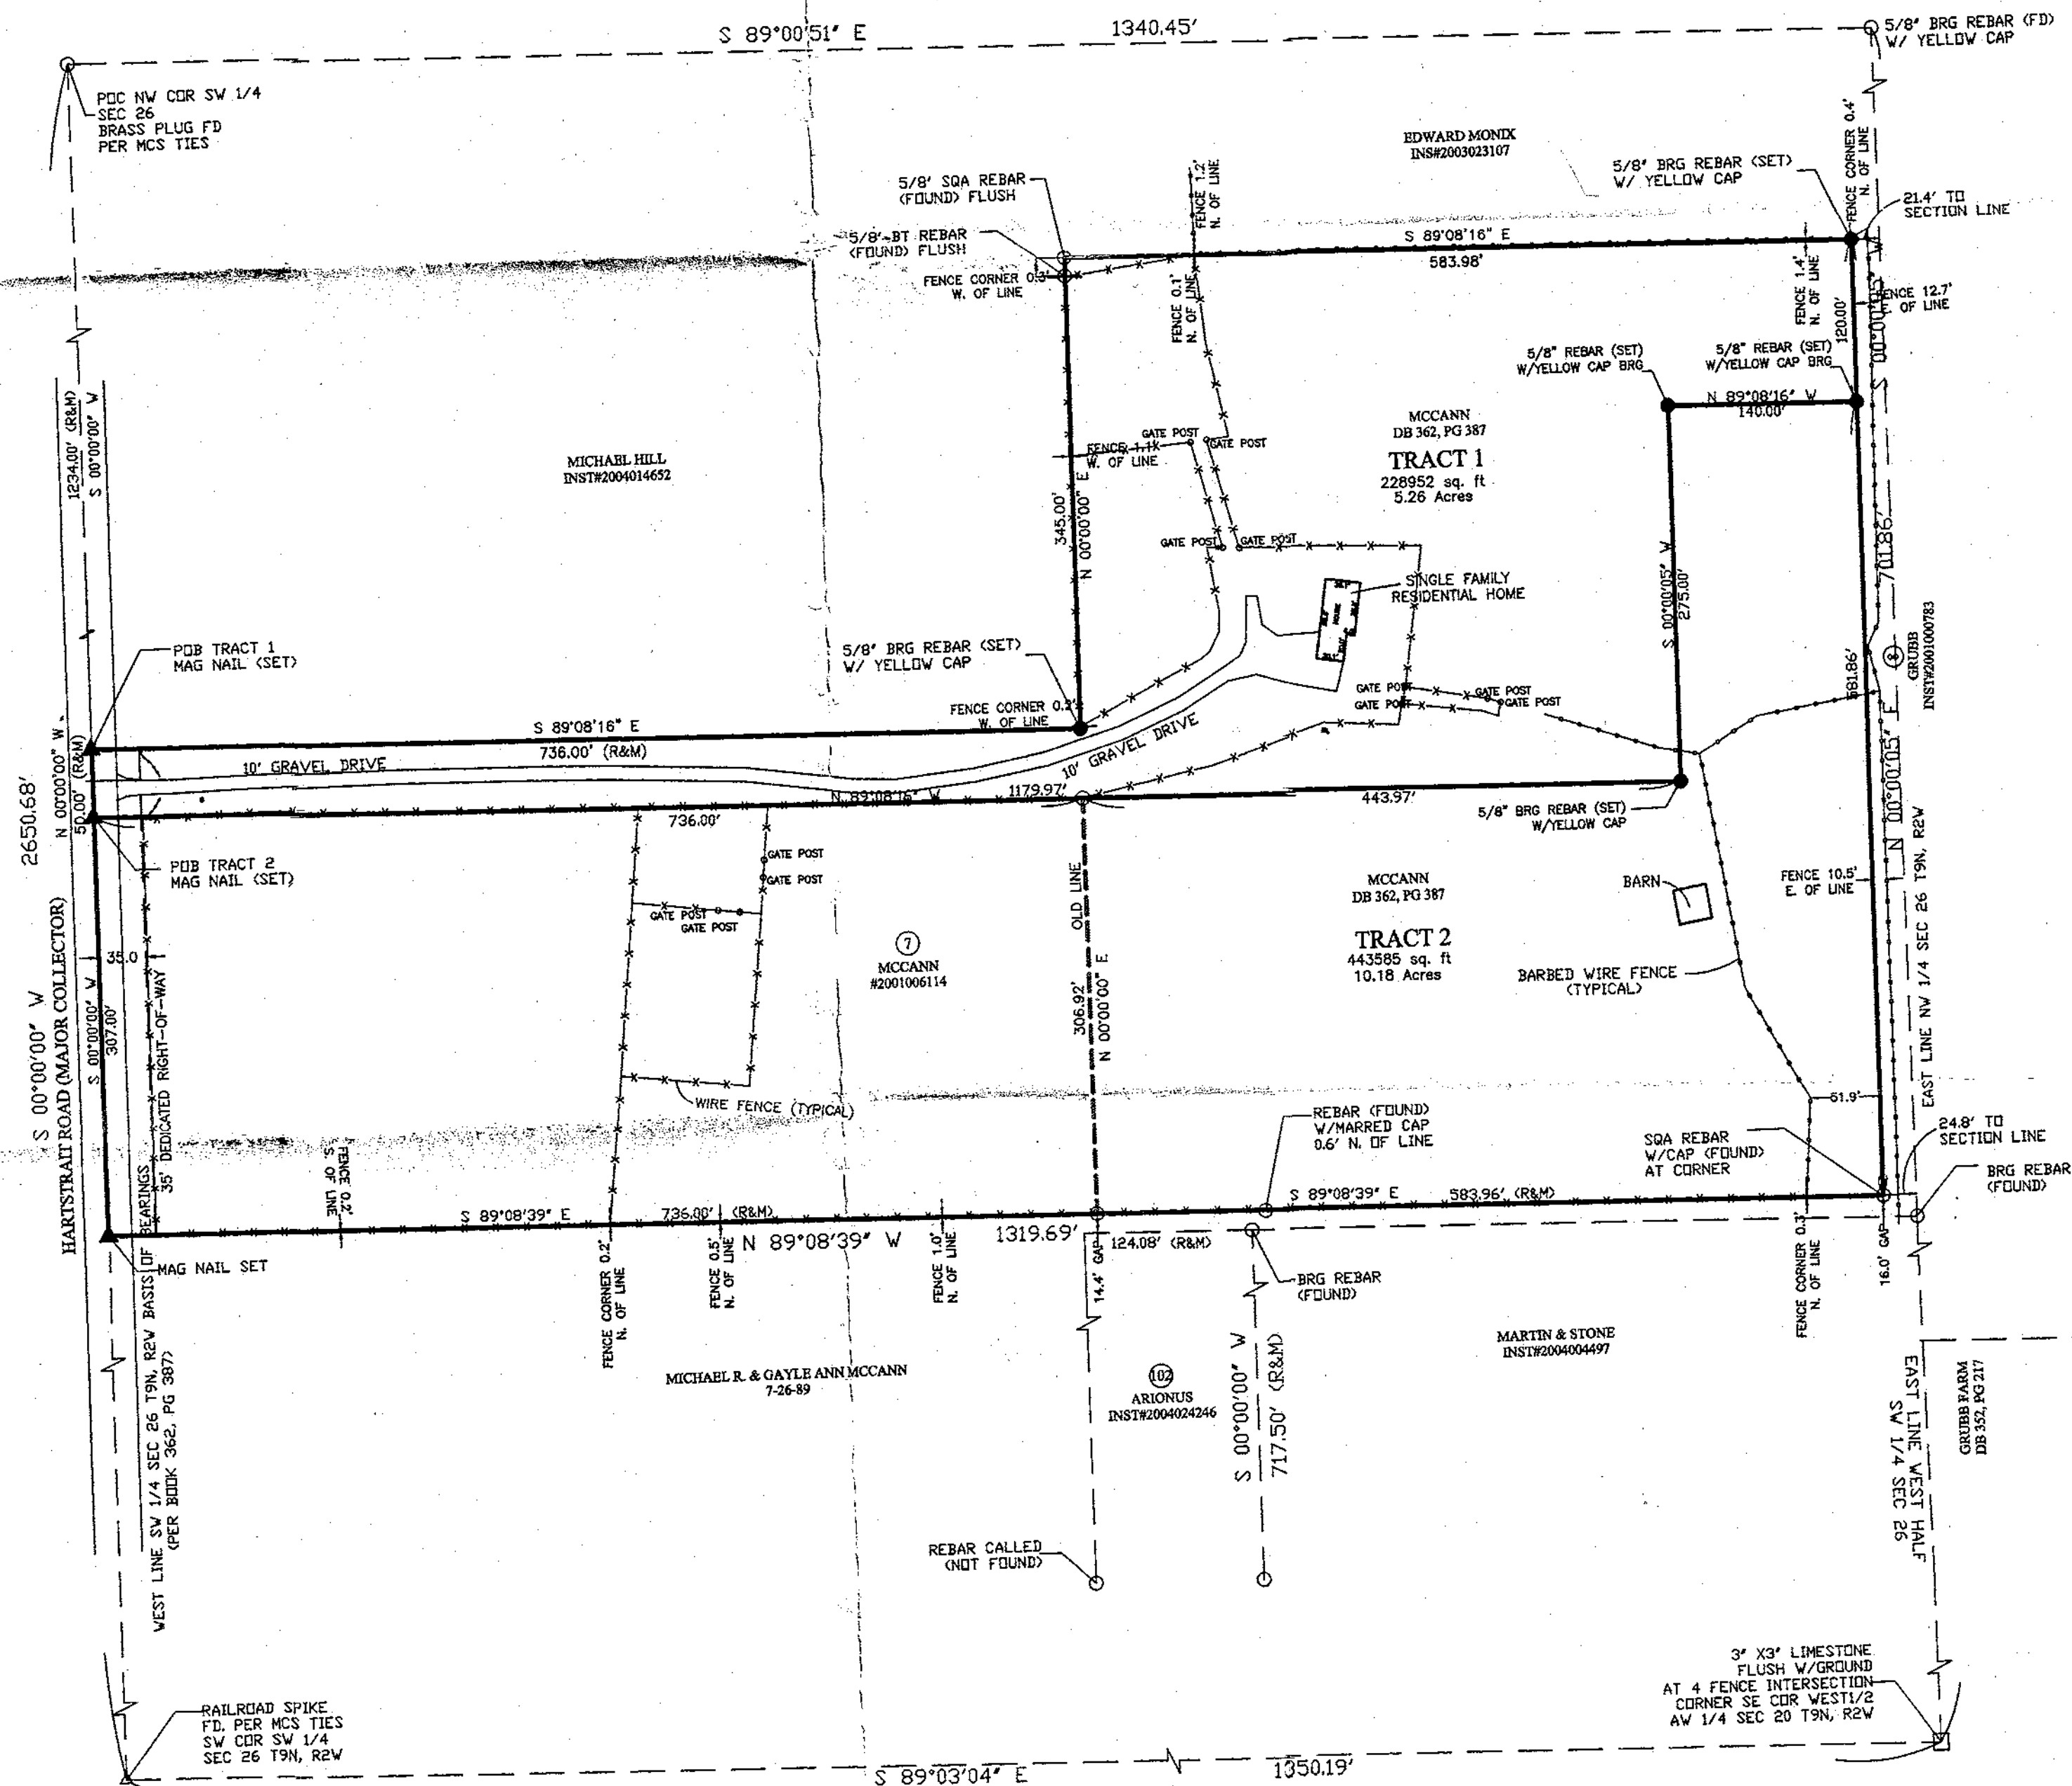 S 89°00'51" E 1340.45'
5/8" BRG REBAR (FD)
W/ YELLOW CAP
POC NW COR SW 1/4
SEC 26
BRASS PLUG FD
PER MCS TIES
EDWARD MONIX
INS#2003023107
5/8" BRG REBAR (SET)
W/ YELLOW CAP
FENCE CORNER 0.4'
N. OF LINE
21.4' TO
SECTION LINE
5/8" SQA REBAR
(FOUND) FLUSH
5/8" BT REBAR
(FOUND) FLUSH
FENCE CORNER 0.3'
W. OF LINE
FENCE 1.2'
N. OF LINE
FENCE 0.1'
N. OF LINE
S 89°08'16" E
583.98'
FENCE 1.4'
N. OF LINE
120.00'
FENCE 12.7'
OF LINE
S 00°00'05" W
5/8" REBAR (SET)
W/YELLOW CAP BRG
5/8" REBAR (SET)
W/YELLOW CAP BRG
N 89°08'16" W
140.00'
1234.00' (R&M)
S 00°00'00" W
MICHAEL HILL
INST#2004014652
FENCE 1.1
W. OF LINE
GATE POST
GATE POST
MCCANN
DB 362, PG 387
TRACT 1
228952 sq. ft
5.26 Acres
345.00'
N 00°00'00" E
GATE POST
GATE POST
SINGLE FAMILY
RESIDENTIAL HOME
S 00°00'05" W
275.00'
701.86'
GRUBB
INST#2001000783
8
581.86'
POB TRACT 1
MAG NAIL (SET)
5/8" BRG REBAR (SET)
W/ YELLOW CAP
FENCE CORNER 0.2'
W. OF LINE
GATE POST
GATE POST
GATE POST
GATE POST
S 89°08'16" E
736.00' (R&M)
10' GRAVEL DRIVE
10' GRAVEL DRIVE
N 00°00'00" W
50.00' (R&M)
2650.68'
S 00°00'00" W
N 89°08'16" W
1179.97'
736.00'
443.97'
5/8" BRG REBAR (SET)
W/YELLOW CAP
N 00°00'05" E
POB TRACT 2
MAG NAIL (SET)
GATE POST
GATE POST
GATE POST
GATE POST
OLD LINE
306.92'
N 00°00'00" E
MCCANN
DB 362, PG 387
TRACT 2
443585 sq. ft
10.18 Acres
BARN
FENCE 10.5'
E. OF LINE
7
MCCANN
#2001006114
BARBED WIRE FENCE
(TYPICAL)
EAST LINE NW 1/4 SEC 26 T9N, R2W
HARTSTRAIT ROAD (MAJOR COLLECTOR)
S 00°00'00" W
307.00'
35.0
35' DEDICATED RIGHT-OF-WAY
WIRE FENCE (TYPICAL)
REBAR (FOUND)
W/MARRED CAP
0.6' N. OF LINE
SQA REBAR
W/CAP (FOUND)
AT CORNER
51.9'
24.8' TO
SECTION LINE
BRG REBAR
(FOUND)
FENCE 0.2'
S. OF LINE
S 89°08'39" E
736.00' (R&M)
S 89°08'39" E 583.96' (R&M)
N 89°08'39" W 1319.69'
124.08' (R&M)
14.4' GAP
16.0' GAP
MAG NAIL SET
FENCE CORNER 0.2'
N. OF LINE
FENCE 0.5'
N. OF LINE
FENCE 1.0'
N. OF LINE
BRG REBAR
(FOUND)
FENCE CORNER 0.3'
N. OF LINE
MARTIN & STONE
INST#2004004497
WEST LINE SW 1/4 SEC 26 T9N, R2W BASIS OF BEARINGS
(PER BOOK 362, PG 387)
MICHAEL R. & GAYLE ANN MCCANN
7-26-89
102
ARIONUS
INST#2004024246
S 00°00'00" W
717.50' (R&M)
EAST LINE WEST HALF
SW 1/4 SEC 26
GRUBB FARM
DB 352, PG 217
REBAR CALLED
(NOT FOUND)
RAILROAD SPIKE
FD. PER MCS TIES
SW COR SW 1/4
SEC 26 T9N, R2W
3" X3" LIMESTONE
FLUSH W/GROUND
AT 4 FENCE INTERSECTION
CORNER SE COR WEST1/2
AW 1/4 SEC 20 T9N, R2W
S 89°03'04" E 1350.19'